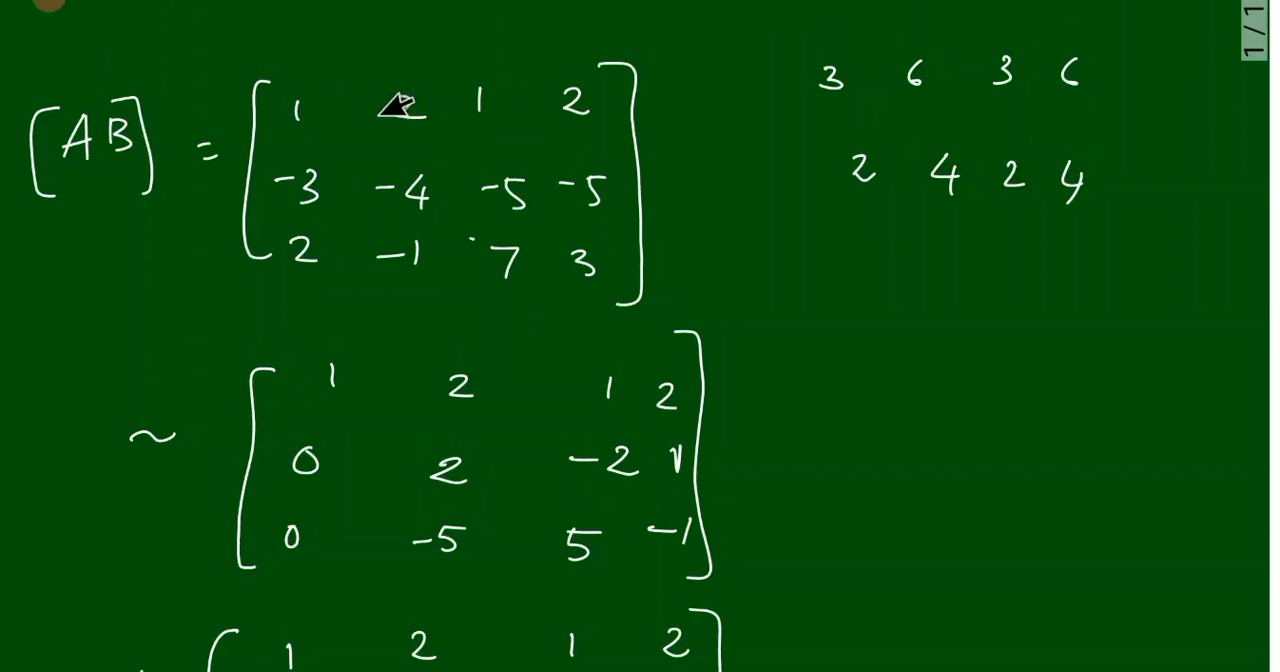 1/1
3 6 3 6
[AB] = [1 2 1 2
-3 -4 -5 -5
2 -1 7 3]
2 4 2 4
~ [1 2 1 2
0 2 -2 1
0 -5 5 -1]
1 2 1 2